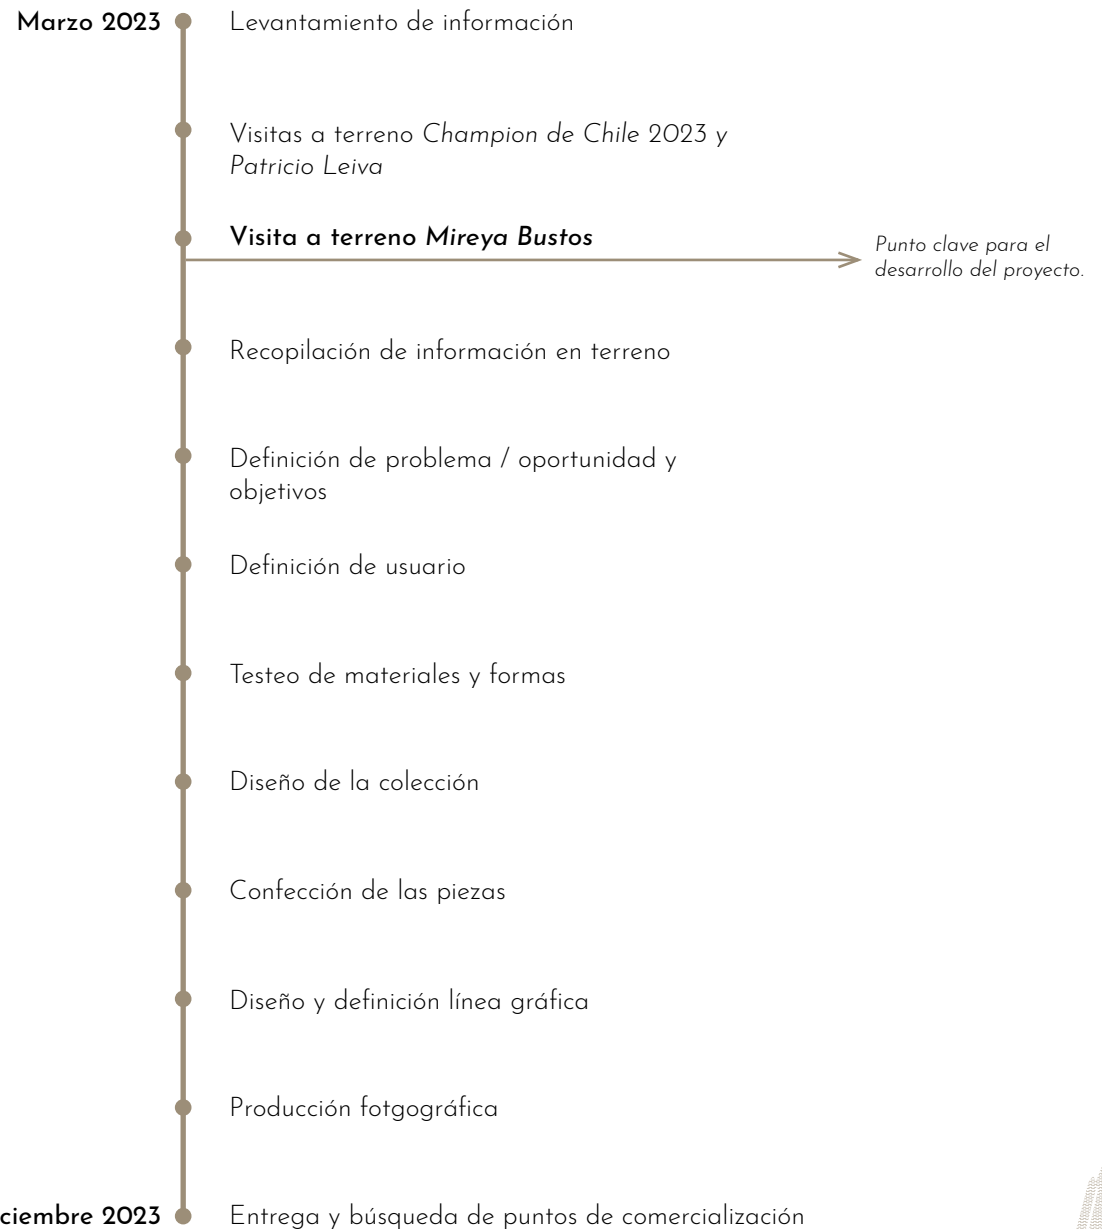 Marzo 2023
Levantamiento de información
Visitas a terreno Champion de Chile 2023 y
Patricio Leiva
Visita a terreno Mireya Bustos
Punto clave para el
desarrollo del proyecto.
Recopilación de información en terreno
Definición de problema / oportunidad y
objetivos
Definición de usuario
Testeo de materiales y formas
Diseño de la colección
Confección de las piezas
Diseño y definición línea gráfica
Producción fotgográfica
ciembre 2023
Entrega y búsqueda de puntos de comercialización